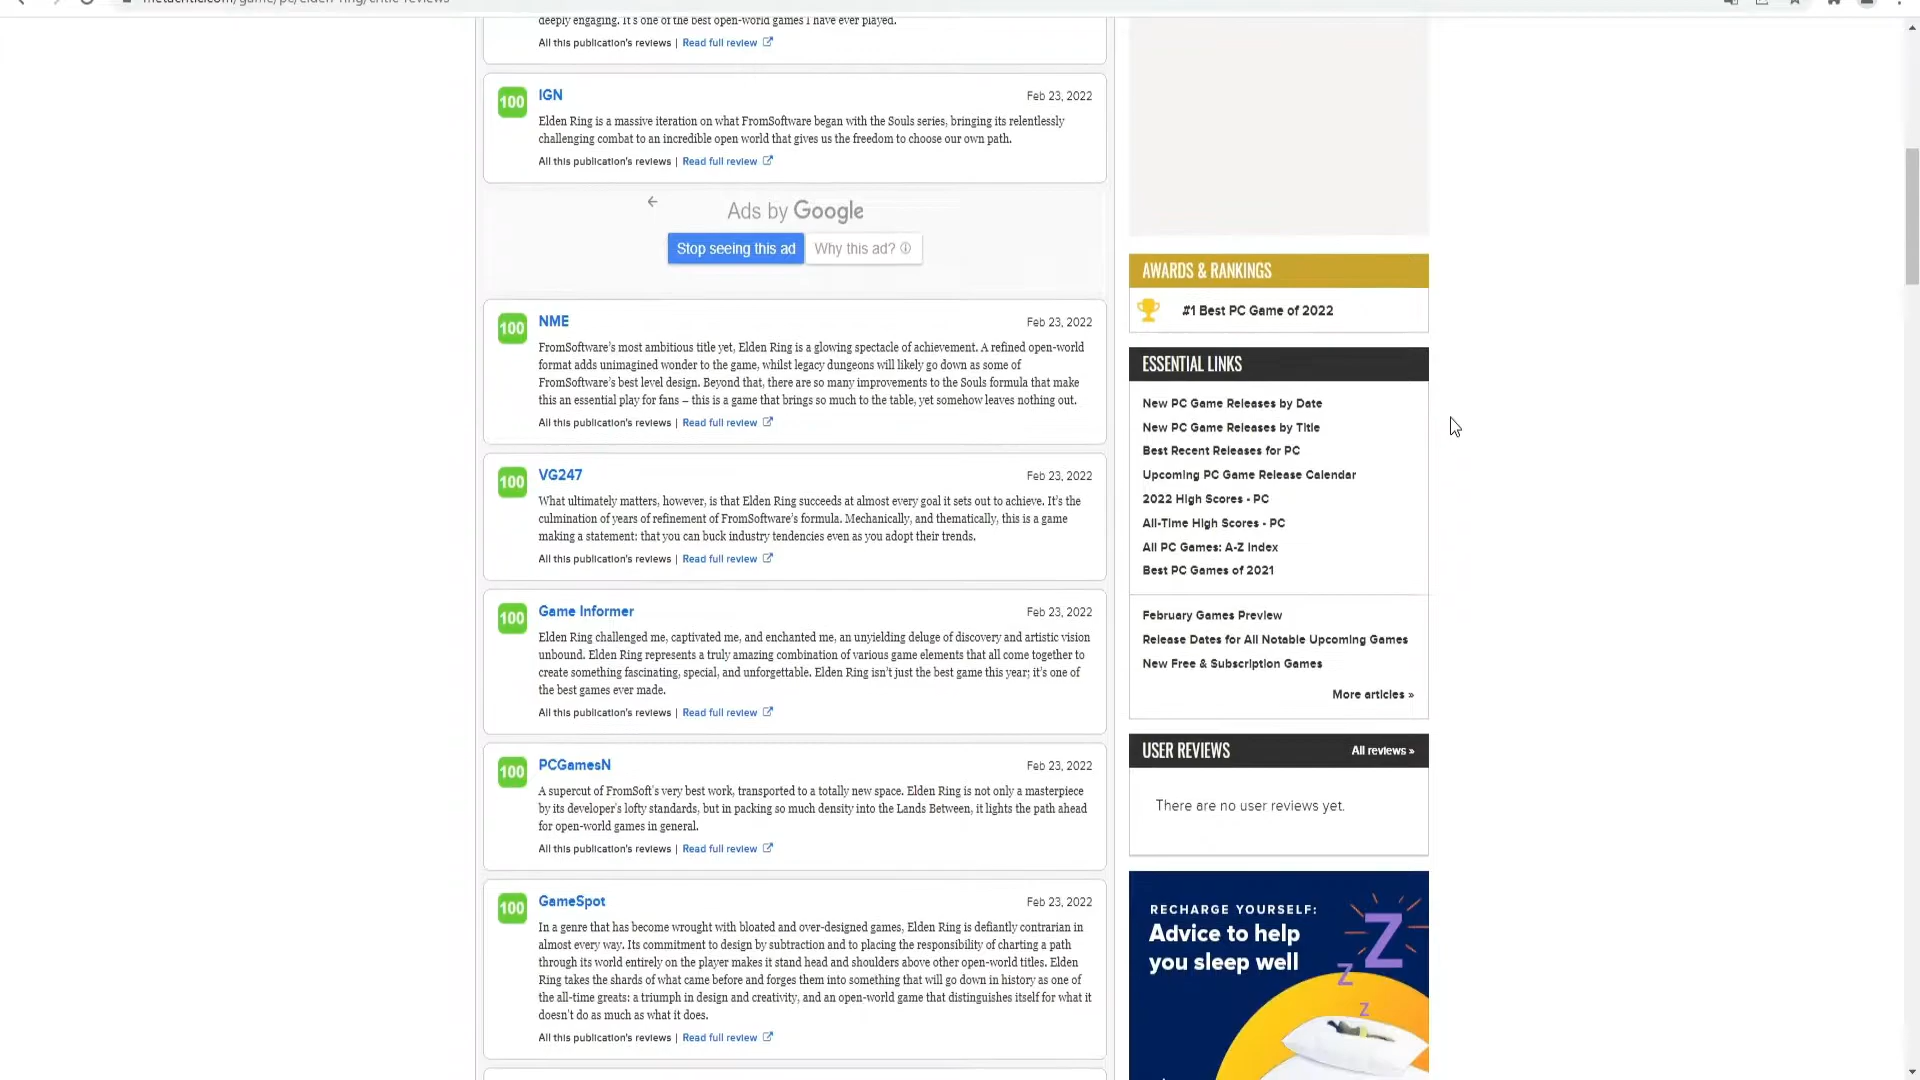 metacritic.com/game/pc/elden-ring/critic-reviews
deeply engaging. It's one of the best open-world games I have ever played.
All this publication's reviews | Read full review
100 IGN Feb 23, 2022
Elden Ring is a massive iteration on what FromSoftware began with the Souls series, bringing its relentlessly
challenging combat to an incredible open world that gives us the freedom to choose our own path.
All this publication's reviews | Read full review
Ads by Google
Stop seeing this ad Why this ad?
100 NME Feb 23, 2022
FromSoftware's most ambitious title yet, Elden Ring is a glowing spectacle of achievement. A refined open-world
format adds unimagined wonder to the game, whilst legacy dungeons will likely go down as some of
FromSoftware's best level design. Beyond that, there are so many improvements to the Souls formula that make
this an essential play for fans – this is a game that brings so much to the table, yet somehow leaves nothing out.
All this publication's reviews | Read full review
100 VG247 Feb 23, 2022
What ultimately matters, however, is that Elden Ring succeeds at almost every goal it sets out to achieve. It's the
culmination of years of refinement of FromSoftware's formula. Mechanically, and thematically, this is a game
making a statement: that you can buck industry tendencies even as you adopt their trends.
All this publication's reviews | Read full review
100 Game Informer Feb 23, 2022
Elden Ring challenged me, captivated me, and enchanted me, an unyielding deluge of discovery and artistic vision
unbound. Elden Ring represents a truly amazing combination of various game elements that all come together to
create something fascinating, special, and unforgettable. Elden Ring isn't just the best game this year; it's one of
the best games ever made.
All this publication's reviews | Read full review
100 PCGamesN Feb 23, 2022
A supercut of FromSoft's very best work, transported to a totally new space. Elden Ring is not only a masterpiece
by its developer's lofty standards, but in packing so much density into the Lands Between, it lights the path ahead
for open-world games in general.
All this publication's reviews | Read full review
100 GameSpot Feb 23, 2022
In a genre that has become wrought with bloated and over-designed games, Elden Ring is defiantly contrarian in
almost every way. Its commitment to design by subtraction and to placing the responsibility of charting a path
through its world entirely on the player makes it stand head and shoulders above other open-world titles. Elden
Ring takes the shards of what came before and forges them into something that will go down in history as one of
the all-time greats: a triumph in design and creativity, and an open-world game that distinguishes itself for what it
doesn't do as much as what it does.
All this publication's reviews | Read full review
AWARDS & RANKINGS
#1 Best PC Game of 2022
ESSENTIAL LINKS
New PC Game Releases by Date
New PC Game Releases by Title
Best Recent Releases for PC
Upcoming PC Game Release Calendar
2022 High Scores - PC
All-Time High Scores - PC
All PC Games: A-Z Index
Best PC Games of 2021
February Games Preview
Release Dates for All Notable Upcoming Games
New Free & Subscription Games
More articles »
USER REVIEWS All reviews »
There are no user reviews yet.
RECHARGE YOURSELF:
Advice to help
you sleep well
Z
Z
Z